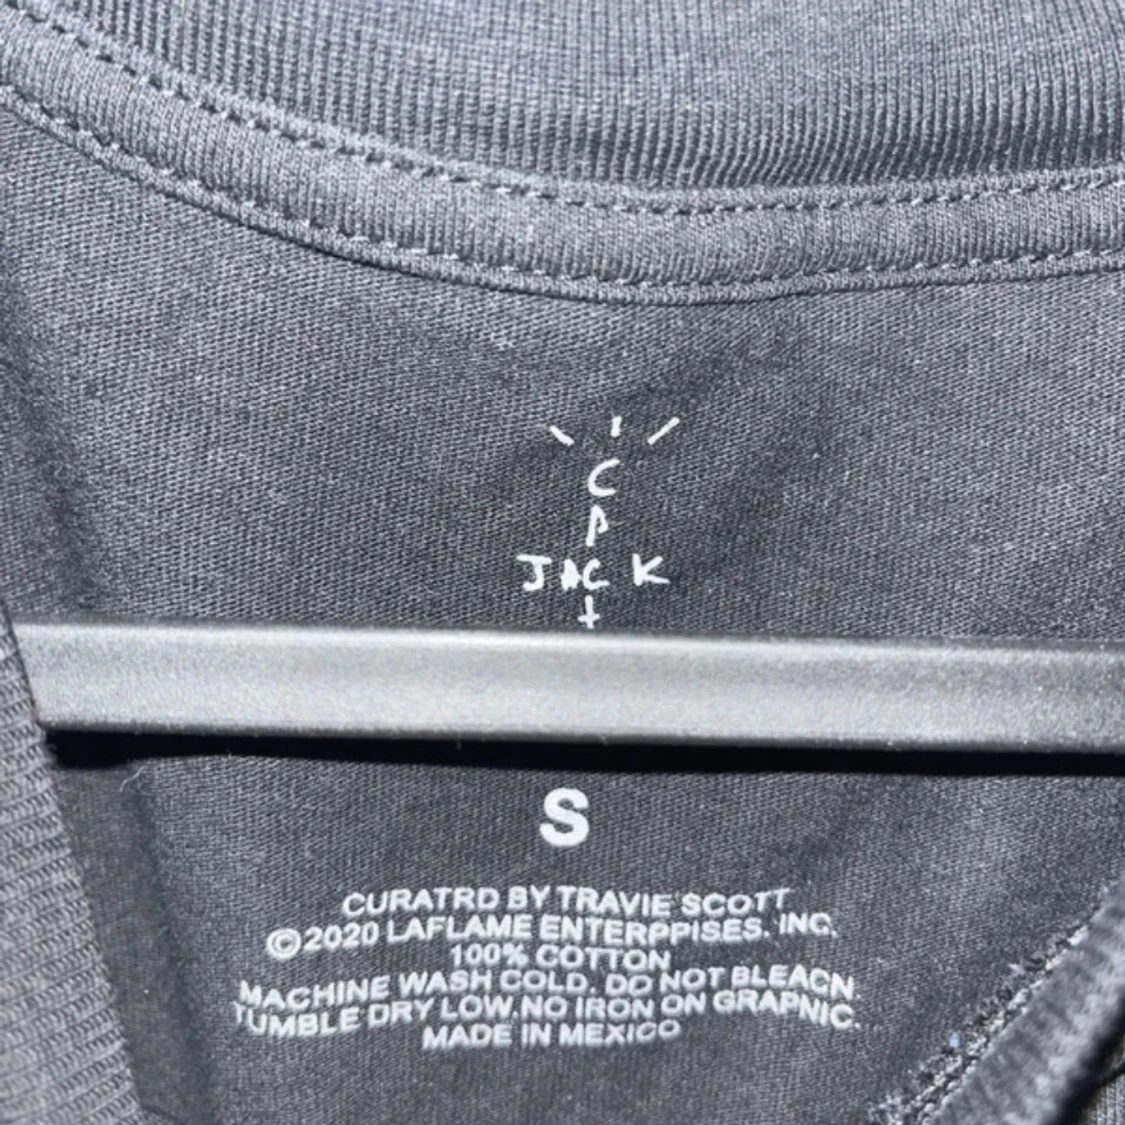 C
A
JACK
T
S
CURATRD BY TRAVIE SCOTT
©2020 LAFLAME ENTERPPISES. INC.
100% COTTON
MACHINE WASH COLD. DO NOT BLEACN.
TUMBLE DRY LOW.NO IRON ON GRAPNIC.
MADE IN MEXICO